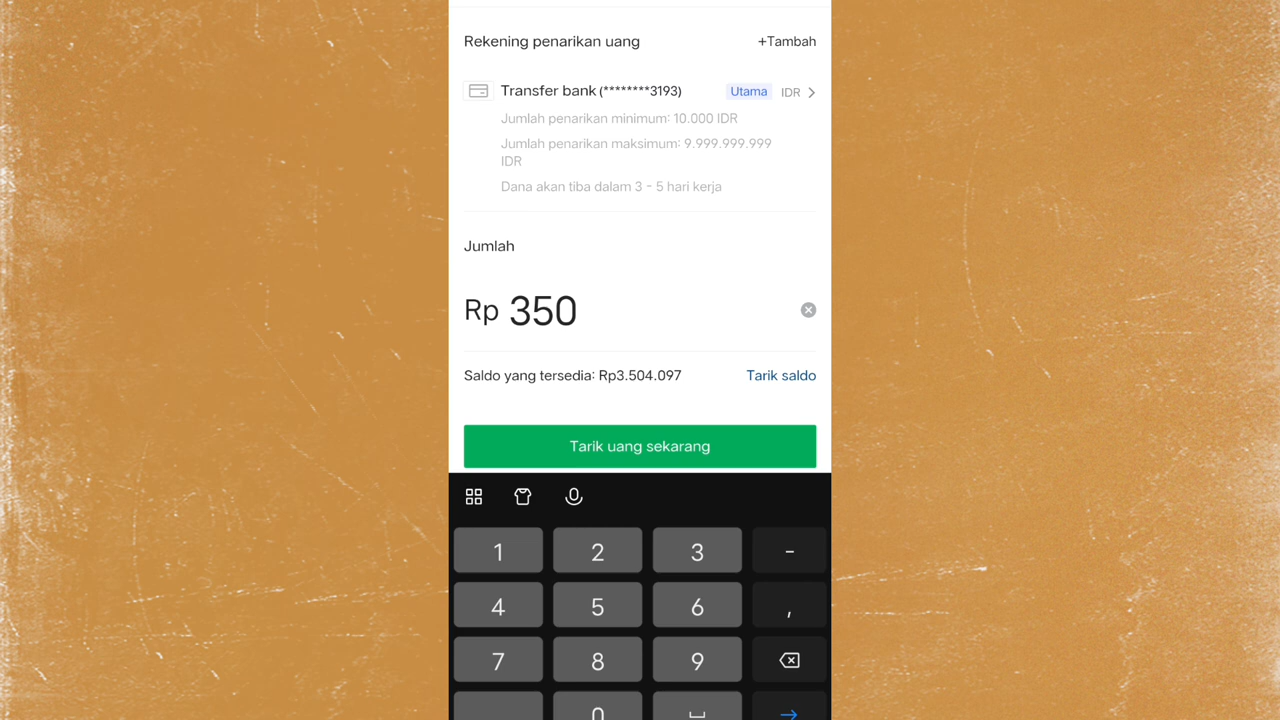 Rekening penarikan uang +Tambah
Transfer bank (********3193) Utama IDR
Jumlah penarikan minimum: 10.000 IDR
Jumlah penarikan maksimum: 9.999.999.999
IDR
Dana akan tiba dalam 3 - 5 hari kerja
Jumlah
Rp 350
Saldo yang tersedia: Rp3.504.097 Tarik saldo
Tarik uang sekarang
1 2 3 -
4 5 6 ,
7 8 9
0